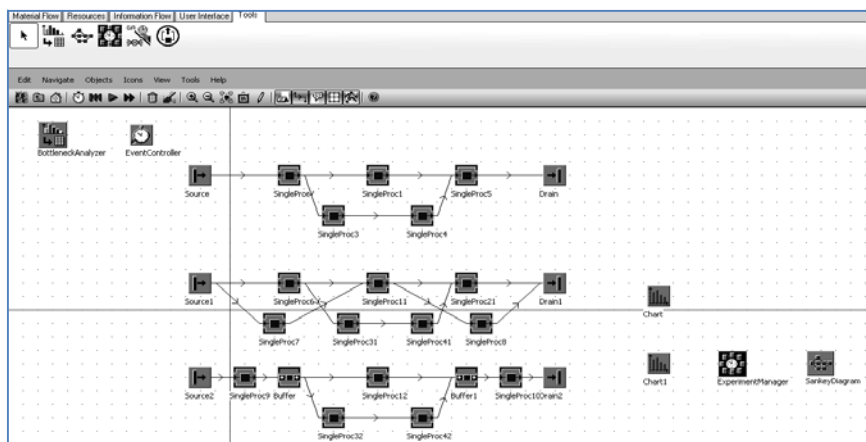 Material Flow Resources Information Flow User Interface Tools
Edit Navigate Objects Icons View Tools Help
BottleneckAnalyzer EventController
Source SingleProc1 SingleProc5 Drain
SingleProc3 SingleProc4
Source1 SingleProc6 SingleProc11 SingleProc21 Drain1
SingleProc7 SingleProc31 SingleProc41 SingleProc8
Chart
Source2 SingleProc9 Buffer SingleProc12 Buffer1 SingleProc10 Drain2
Chart1 ExperimentManager SankeyDiagram
SingleProc32 SingleProc42